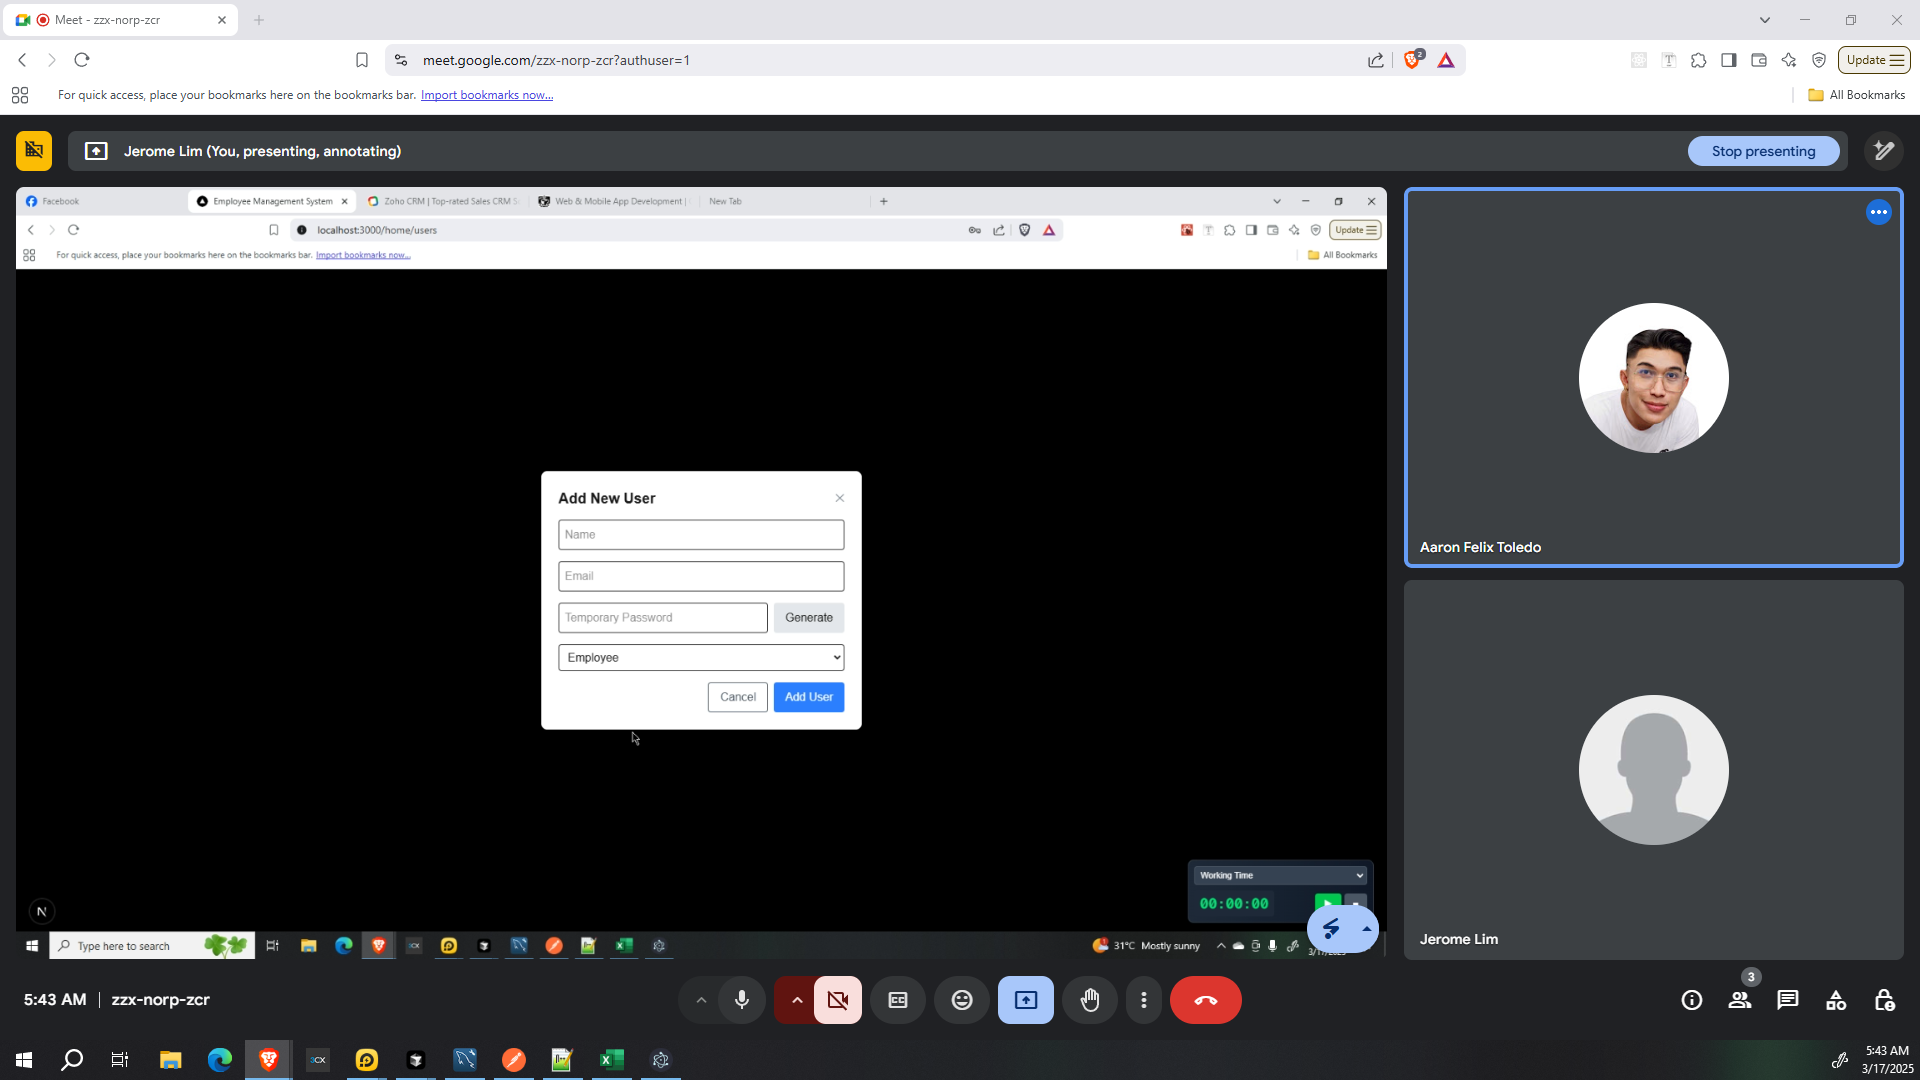 Meet - zzx-norp-zcr
meet.google.com/zzx-norp-zcr?authuser=1
2
Update
For quick access, place your bookmarks here on the bookmarks bar. Import bookmarks now...
All Bookmarks
Jerome Lim (You, presenting, annotating)
Stop presenting
Facebook
Employee Management System
Zoho CRM | Top-rated Sales CRM S
Web & Mobile App Development |
New Tab
localhost:3000/home/users
Update
For quick access, place your bookmarks here on the bookmarks bar. Import bookmarks now...
All Bookmarks
Add New User
Name
Email
Temporary Password
Generate
Employee
Cancel
Add User
Working Time
00:00:00
N
Type here to search
31°C Mostly sunny
Aaron Felix Toledo
Jerome Lim
5:43 AM | zzx-norp-zcr
3
5:43 AM
3/17/2025